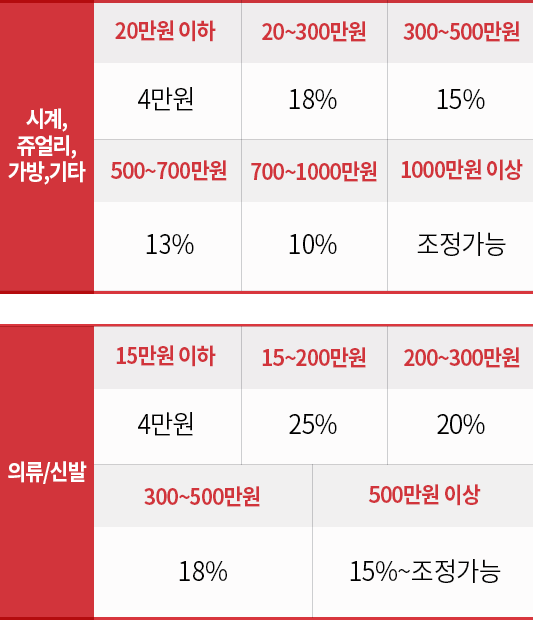 시계,
쥬얼리,
가방,기타
20만원 이하
20~300만원
300~500만원
4만원
18%
15%
500~700만원
700~1000만원
1000만원 이상
13%
10%
조정가능
의류/신발
15만원 이하
15~200만원
200~300만원
4만원
25%
20%
300~500만원
500만원 이상
18%
15%~조정가능